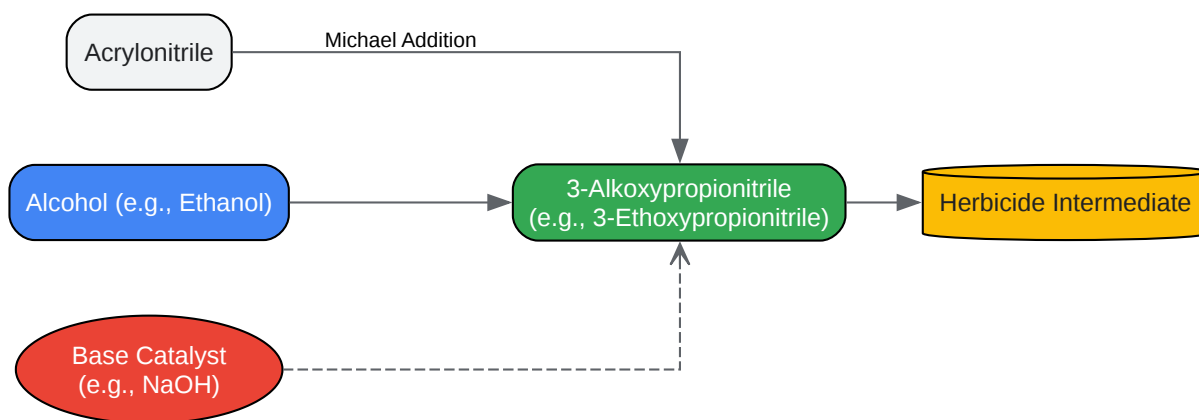 Acrylonitrile
Michael Addition
Alcohol (e.g., Ethanol)
3-Alkoxypropionitrile
(e.g., 3-Ethoxypropionitrile)
Herbicide Intermediate
Base Catalyst
(e.g., NaOH)